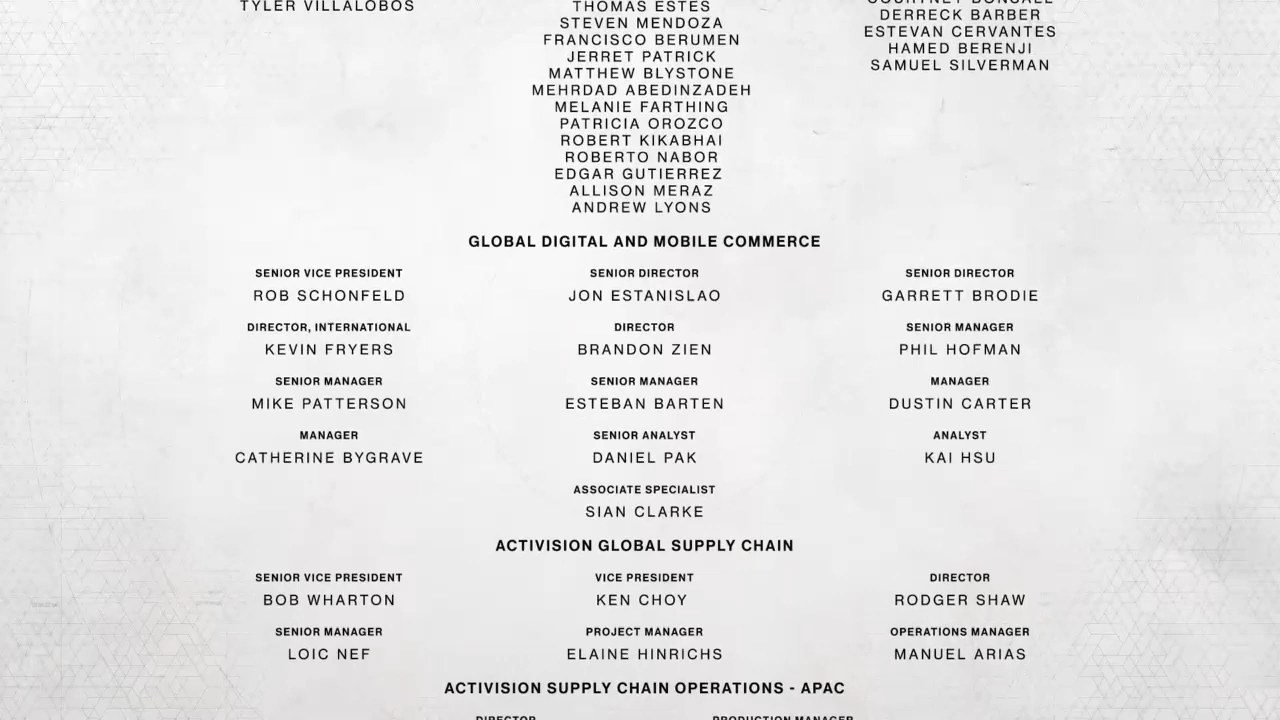 TYLER VILLALOBOS
THOMAS ESTES
STEVEN MENDOZA
FRANCISCO BERUMEN
JERRET PATRICK
MATTHEW BLYSTONE
MEHRDAD ABEDINZADEH
MELANIE FARTHING
PATRICIA OROZCO
ROBERT KIKABHAI
ROBERTO NABOR
EDGAR GUTIERREZ
ALLISON MERAZ
ANDREW LYONS
COURTNEY BONSALL
DERRECK BARBER
ESTEVAN CERVANTES
HAMED BERENJI
SAMUEL SILVERMAN
GLOBAL DIGITAL AND MOBILE COMMERCE
SENIOR VICE PRESIDENT
ROB SCHONFELD
SENIOR DIRECTOR
JON ESTANISLAO
SENIOR DIRECTOR
GARRETT BRODIE
DIRECTOR, INTERNATIONAL
KEVIN FRYERS
DIRECTOR
BRANDON ZIEN
SENIOR MANAGER
PHIL HOFMAN
SENIOR MANAGER
MIKE PATTERSON
SENIOR MANAGER
ESTEBAN BARTEN
MANAGER
DUSTIN CARTER
MANAGER
CATHERINE BYGRAVE
SENIOR ANALYST
DANIEL PAK
ANALYST
KAI HSU
ASSOCIATE SPECIALIST
SIAN CLARKE
ACTIVISION GLOBAL SUPPLY CHAIN
SENIOR VICE PRESIDENT
BOB WHARTON
VICE PRESIDENT
KEN CHOY
DIRECTOR
RODGER SHAW
SENIOR MANAGER
LOIC NEF
PROJECT MANAGER
ELAINE HINRICHS
OPERATIONS MANAGER
MANUEL ARIAS
ACTIVISION SUPPLY CHAIN OPERATIONS - APAC
DIRECTOR
PRODUCTION MANAGER